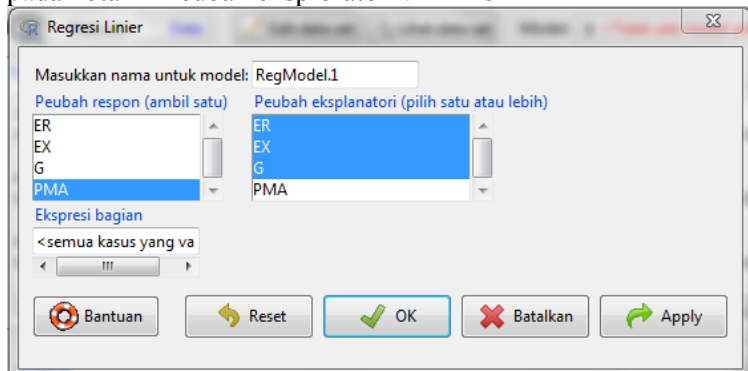 Regresi Linier
Masukkan nama untuk model: RegModel.1
Peubah respon (ambil satu) Peubah eksplanatori (pilih satu atau lebih)
ER ER
EX EX
G G
PMA PMA
Ekspresi bagian
<semua kasus yang va
Bantuan Reset OK Batalkan Apply